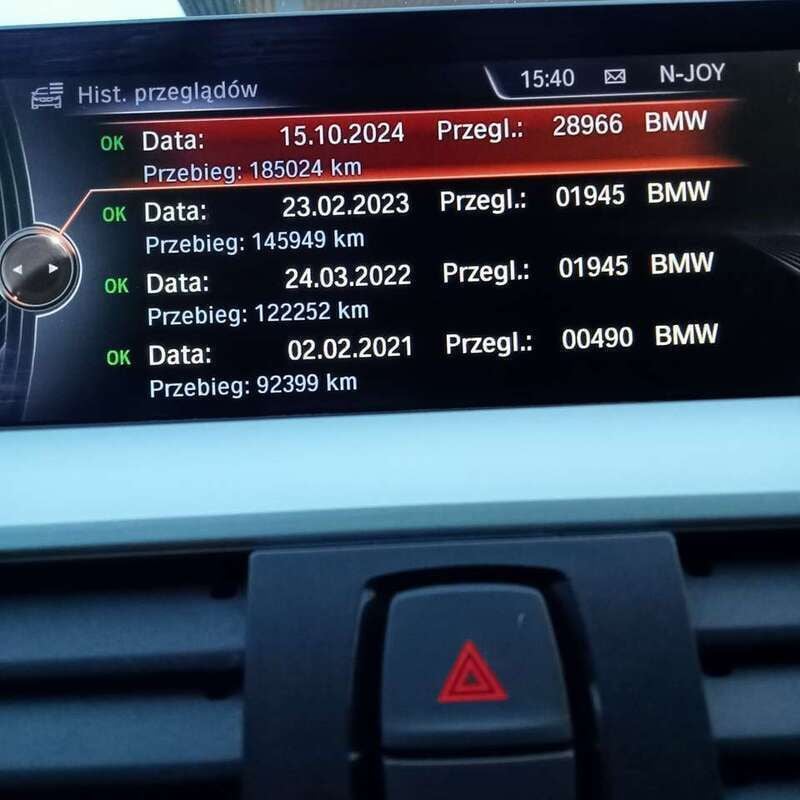 Hist. przeglądów 15:40 N-JOY
OK Data: 15.10.2024 Przegl.: 28966 BMW
Przebieg: 185024 km
OK Data: 23.02.2023 Przegl.: 01945 BMW
Przebieg: 145949 km
OK Data: 24.03.2022 Przegl.: 01945 BMW
Przebieg: 122252 km
OK Data: 02.02.2021 Przegl.: 00490 BMW
Przebieg: 92399 km